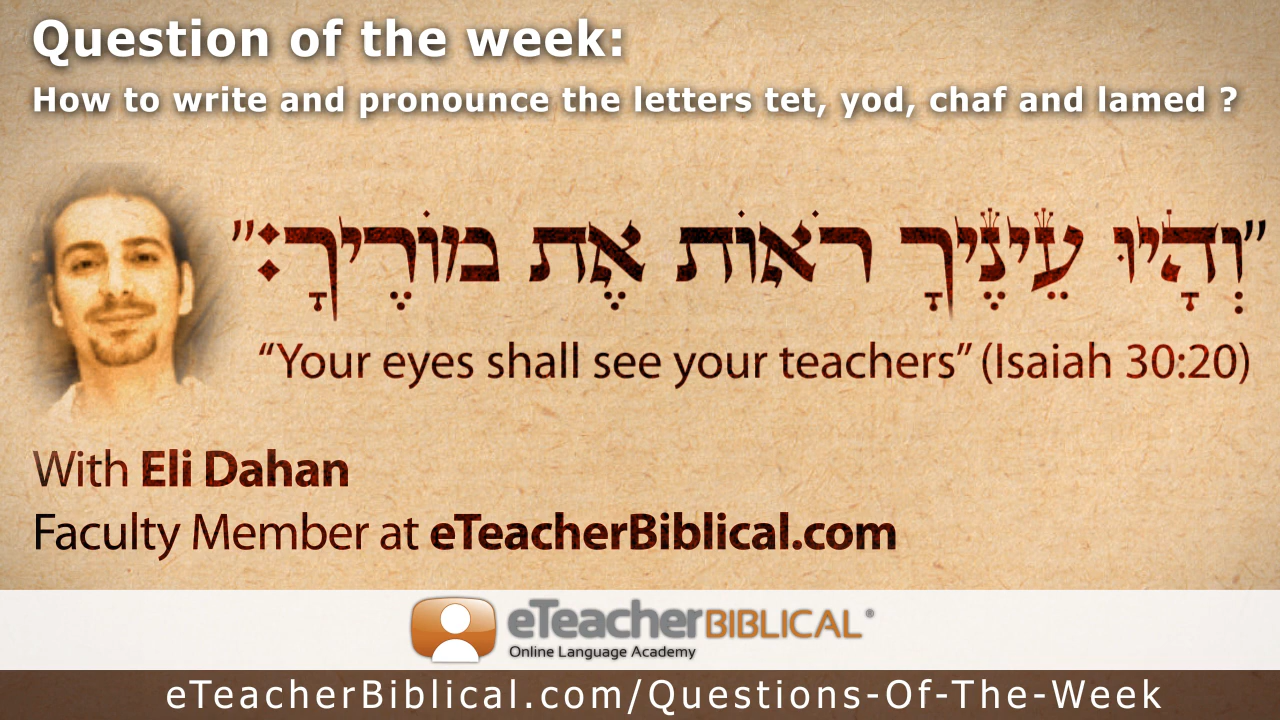 Question of the week:
How to write and pronounce the letters tet, yod, chaf and lamed ?
”וְהָיוּ עֵינֶיךָ רֹאוֹת אֶת מוֹרֶיךָ׃”
“Your eyes shall see your teachers” (Isaiah 30:20)
With Eli Dahan
Faculty Member at eTeacherBiblical.com
eTeacherBIBLICAL®
Online Language Academy
eTeacherBiblical.com/Questions-Of-The-Week